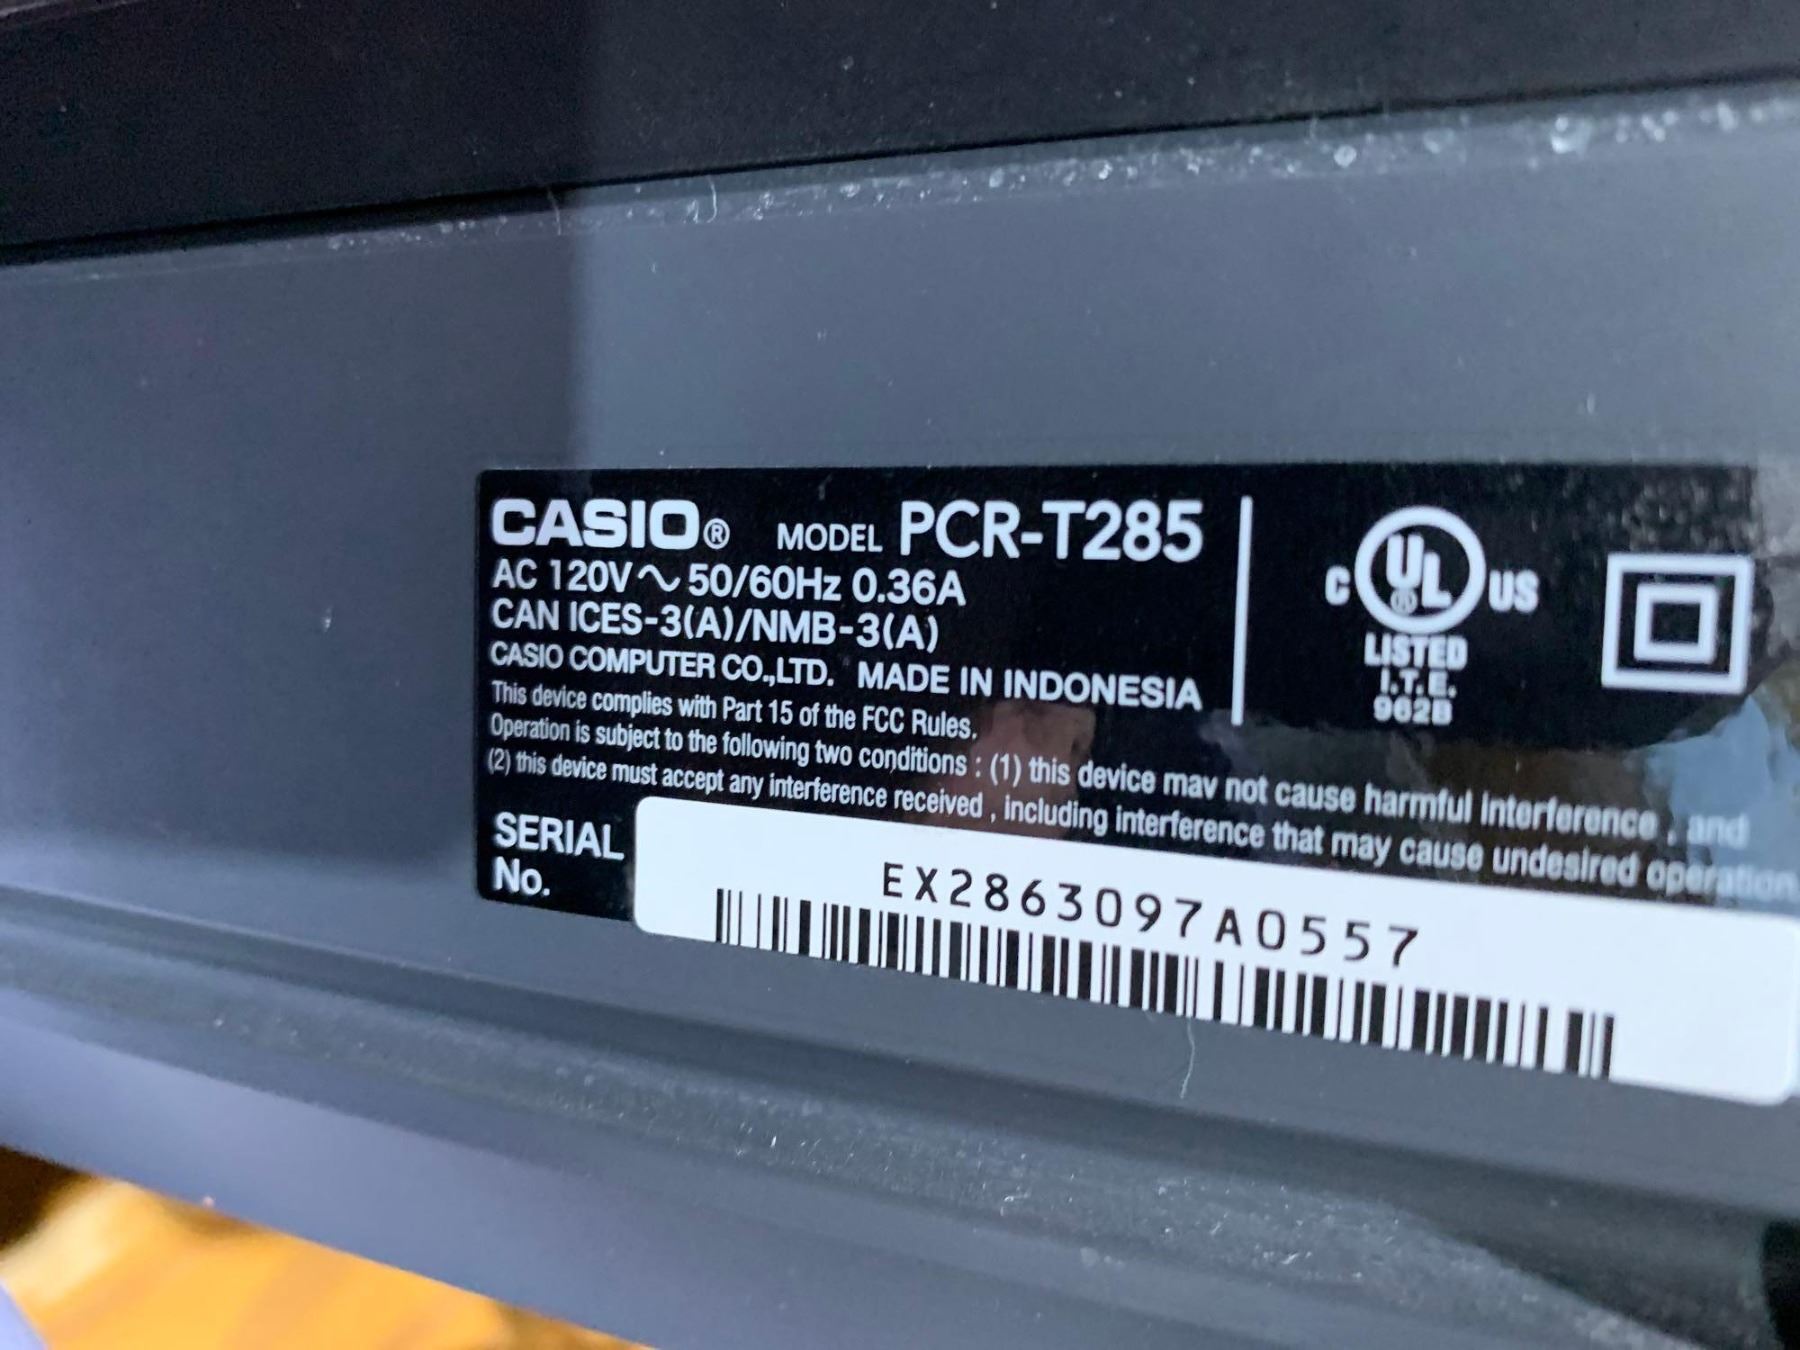 CASIO® MODEL PCR-T285
AC 120V ~ 50/60Hz 0.36A
CAN ICES-3(A)/NMB-3(A)
CASIO COMPUTER CO.,LTD. MADE IN INDONESIA
This device complies with Part 15 of the FCC Rules.
Operation is subject to the following two conditions : (1) this device may not cause harmful interference , and
(2) this device must accept any interference received , including interference that may cause undesired operation
C UL® US
LISTED
I.T.E.
962B
SERIAL
No.
EX2863097A0557